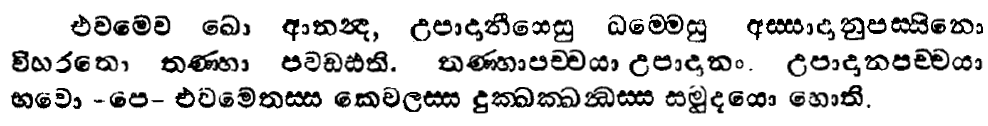 එවමෙව ඛො ආනන්ද, උපාදානීයෙසු ධම්මෙසු අස්සාදානුපස්සිනො
විහරතො තණ්හා පවඩ්ඪති. තණ්හාපච්චයා උපාදානං. උපාදානපච්චයා
භවො -පෙ- එවමෙතස්ස කෙවලස්ස දුක්ඛක්ඛන්ධස්ස සමුදයො හොති.